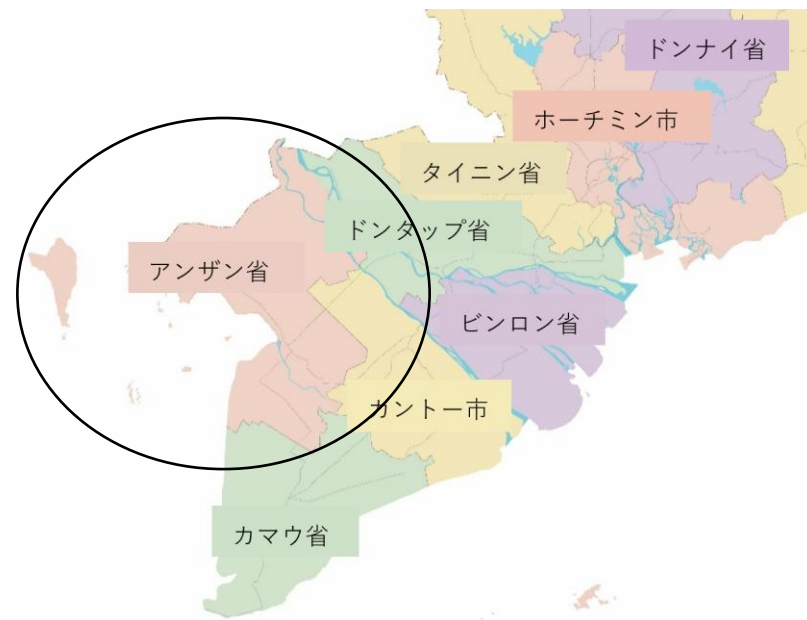 ドンナイ省
ホーチミン市
タイニン省
ドンタップ省
アンザン省
ビンロン省
カントー市
カマウ省